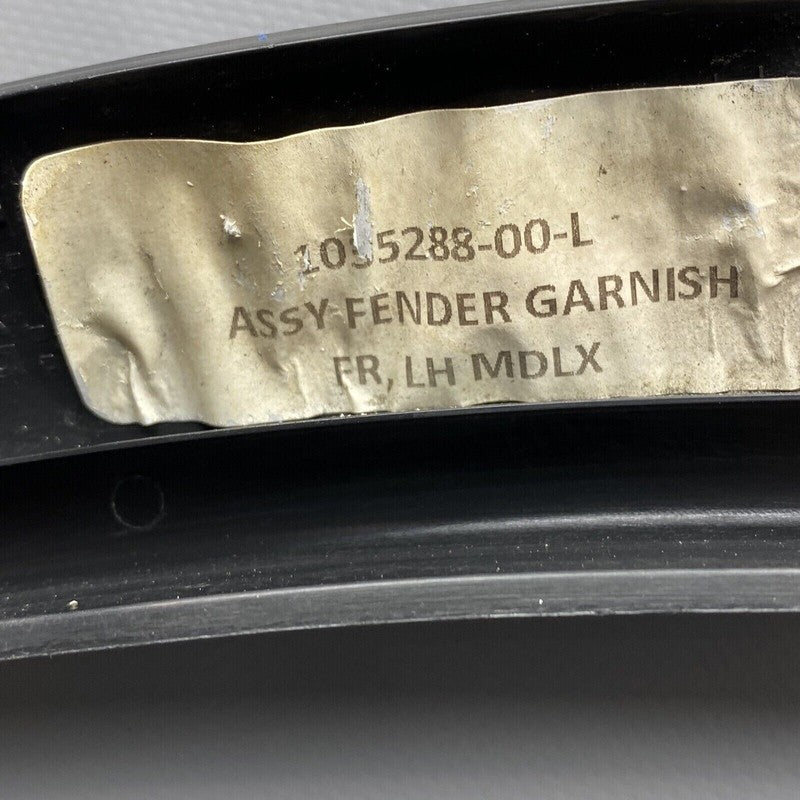 1035288-00-L
ASSY FENDER GARNISH
FR, LH MDLX